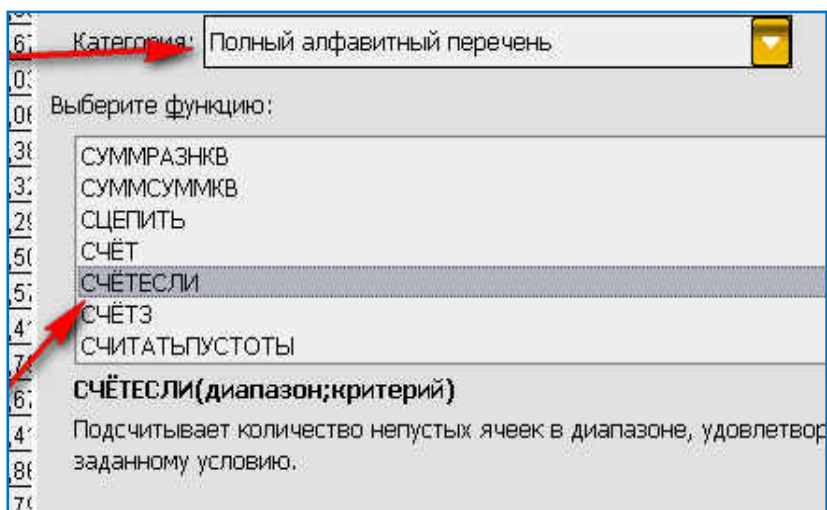 Категория: Полный алфавитный перечень
Выберите функцию:
СУММРАЗНКВ
СУММСУММКВ
СЦЕПИТЬ
СЧЁТ
СЧЁТЕСЛИ
СЧЁТЗ
СЧИТАТЬПУСТОТЫ
СЧЁТЕСЛИ(диапазон;критерий)
Подсчитывает количество непустых ячеек в диапазоне,
заданному условию.